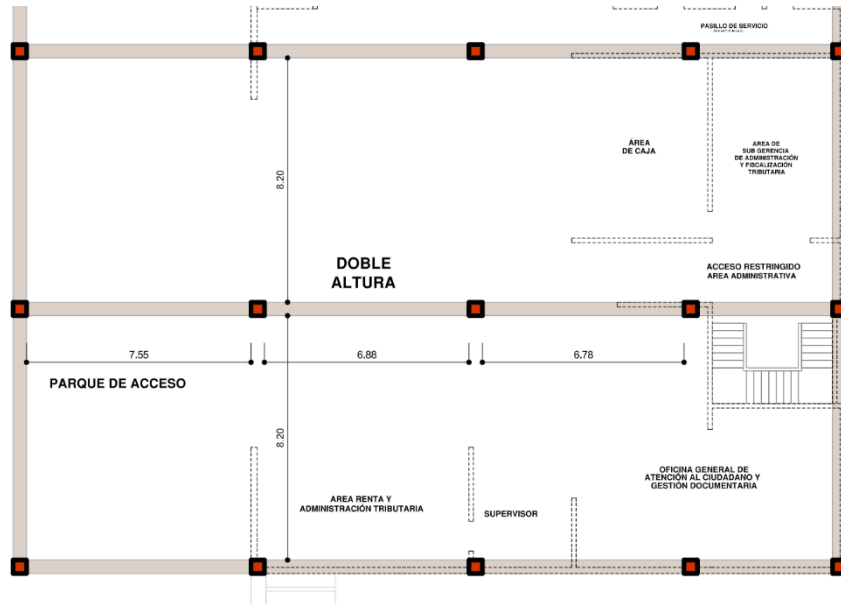 PASILLO DE SERVICIO
8.20
ÁREA
DE CAJA
AREA DE
SUB GERENCIA
DE ADMINISTRACIÓN
Y FISCALIZACIÓN
TRIBUTARIA
DOBLE
ALTURA
ACCESO RESTRINGIDO
AREA ADMINISTRATIVA
7.55
6.88
6.78
PARQUE DE ACCESO
8.20
AREA RENTA Y
ADMINISTRACIÓN TRIBUTARIA
SUPERVISOR
OFICINA GENERAL DE
ATENCIÓN AL CIUDADANO Y
GESTIÓN DOCUMENTARIA